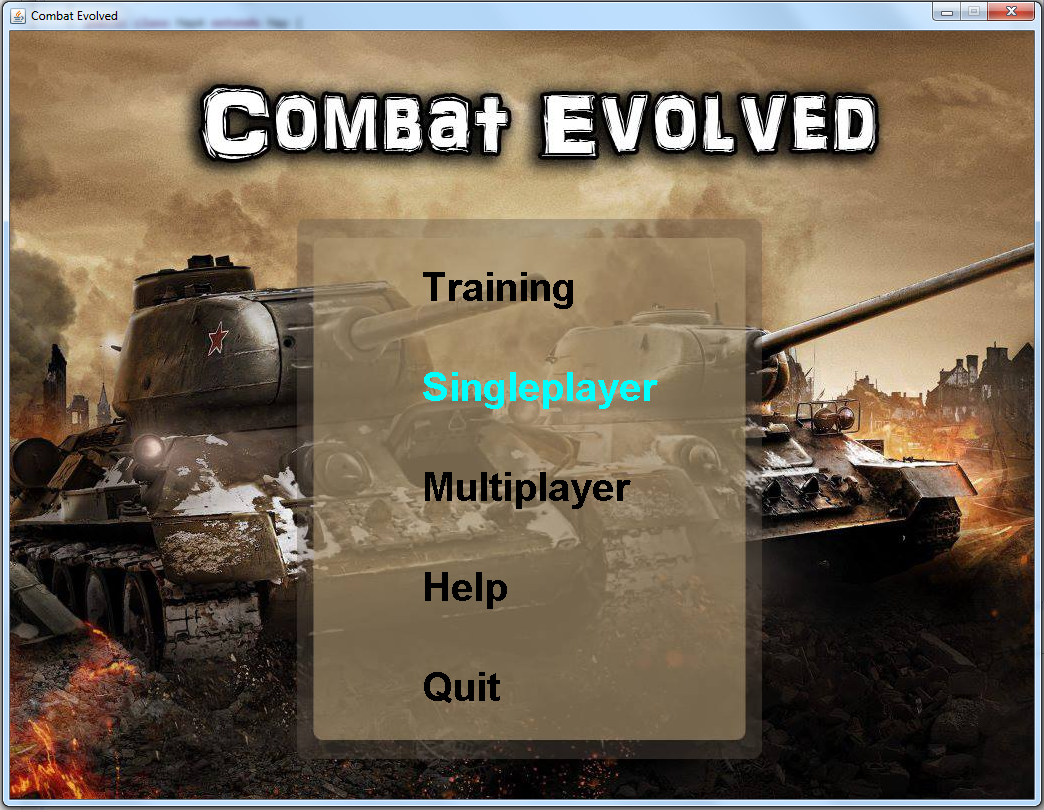 Combat Evolved
Combat Evolved
Training
Singleplayer
Multiplayer
Help
Quit